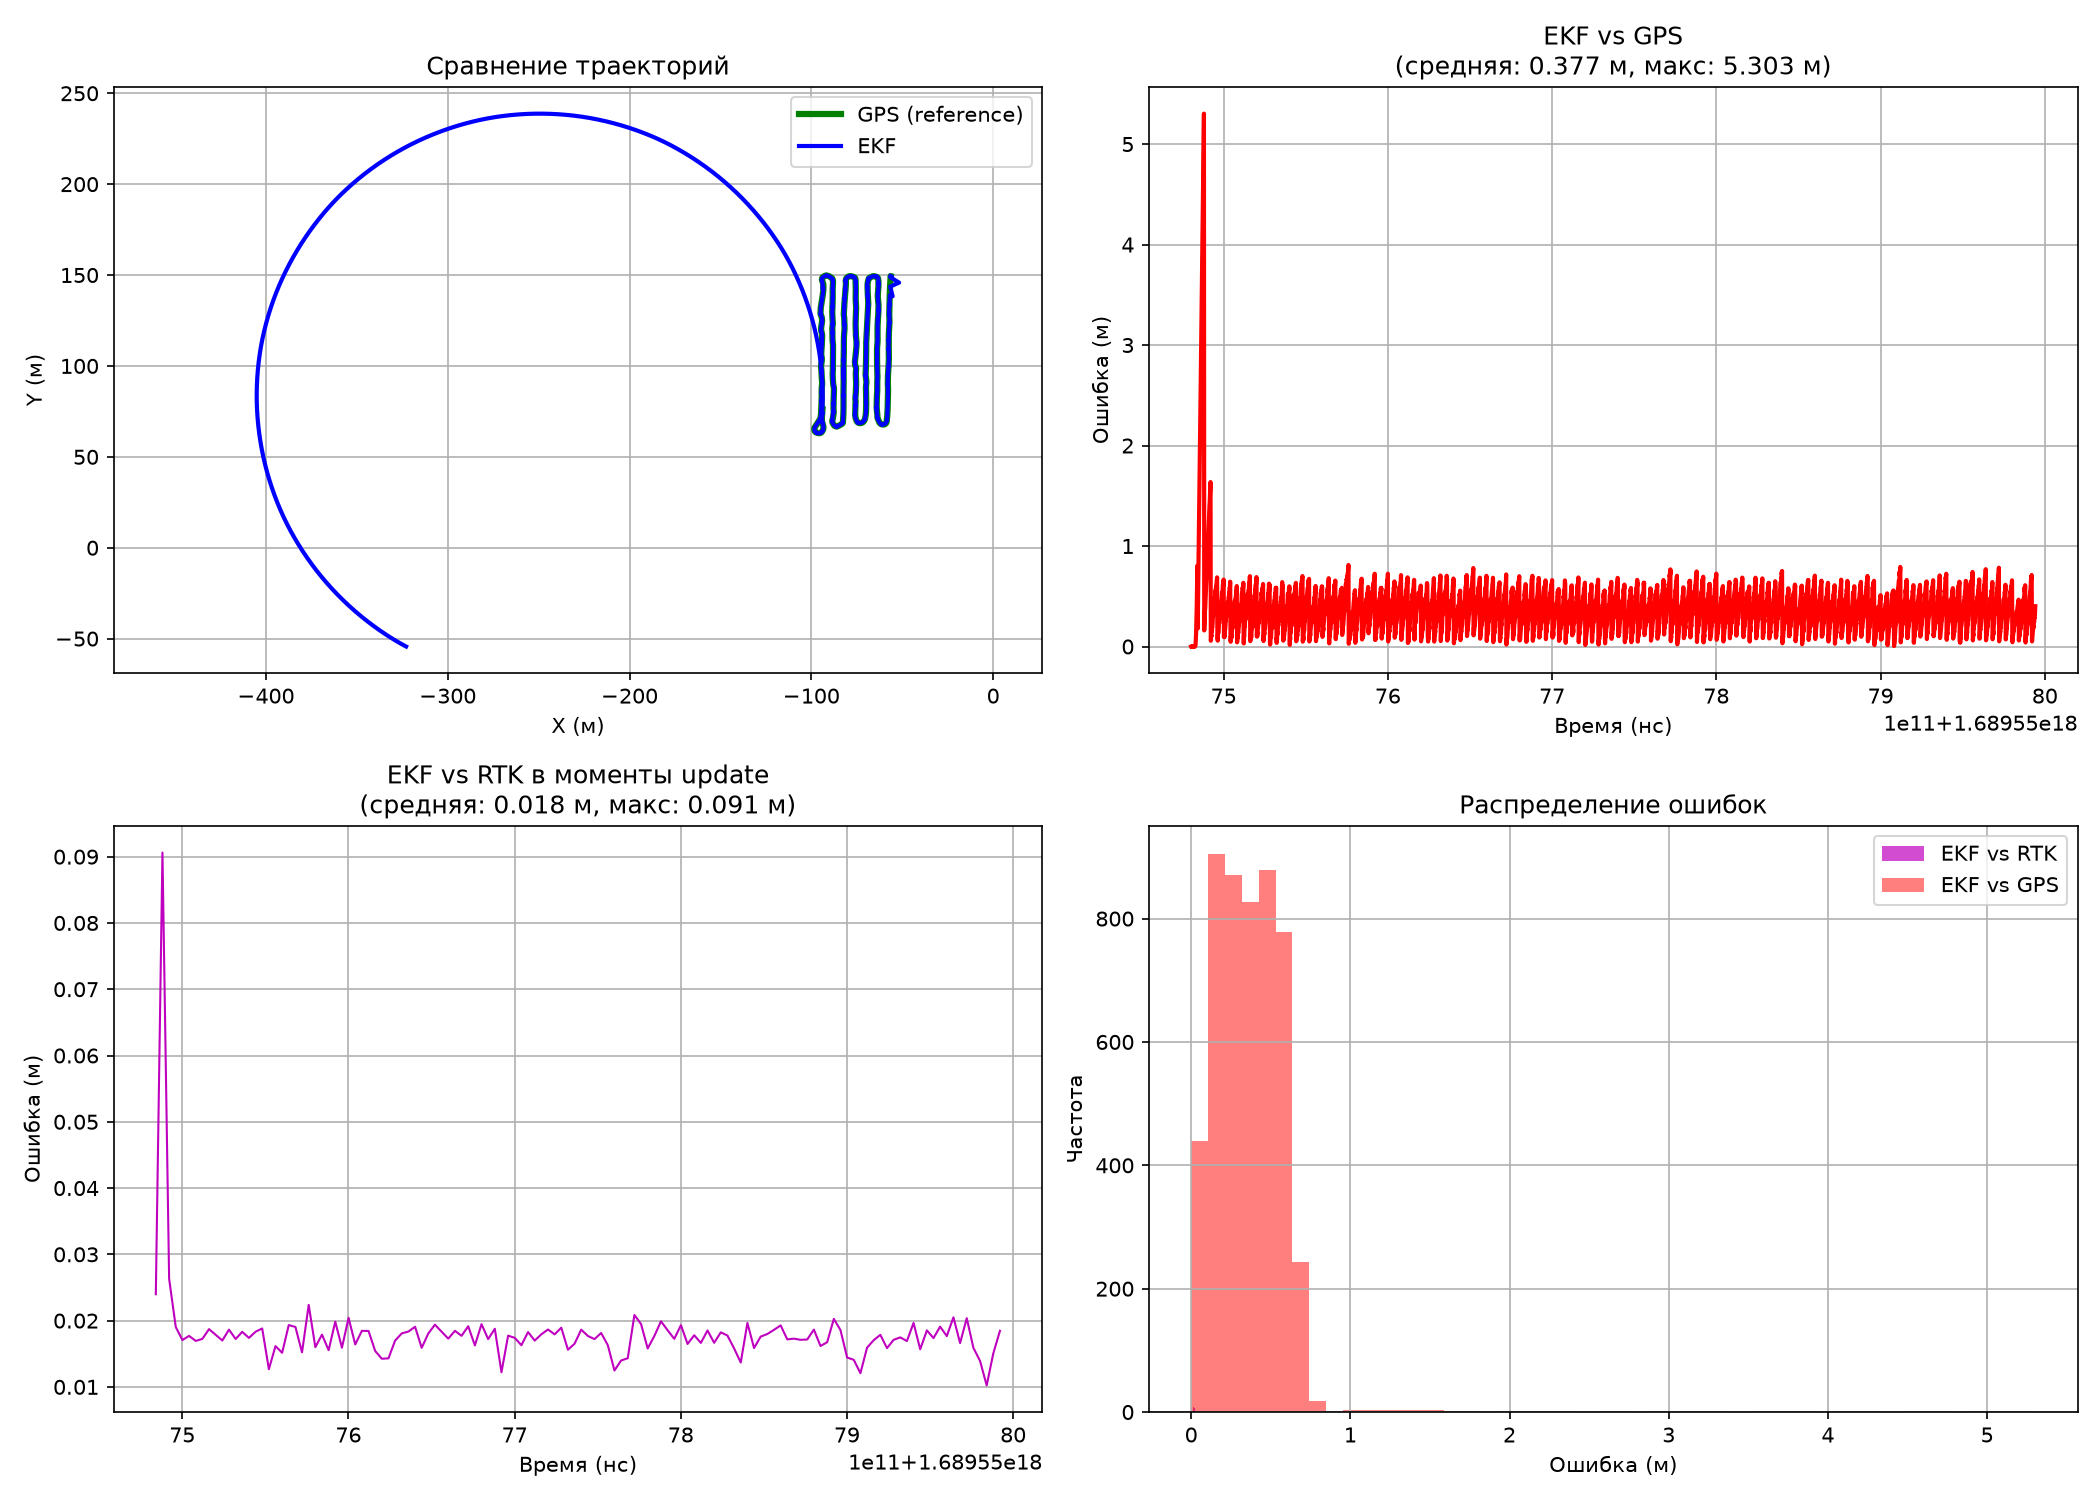 Сравнение траекторий
GPS (reference)
EKF
250
200
150
100
50
0
−50
Y (м)
−400
−300
−200
−100
0
X (м)
EKF vs GPS
(средняя: 0.377 м, макс: 5.303 м)
5
4
3
2
1
0
Ошибка (м)
75
76
77
78
79
80
Время (нс)
1e11+1.68955e18
EKF vs RTK в моменты update
(средняя: 0.018 м, макс: 0.091 м)
0.09
0.08
0.07
0.06
0.05
0.04
0.03
0.02
0.01
Ошибка (м)
75
76
77
78
79
80
Время (нс)
1e11+1.68955e18
Распределение ошибок
EKF vs RTK
EKF vs GPS
800
600
400
200
0
Частота
0
1
2
3
4
5
Ошибка (м)